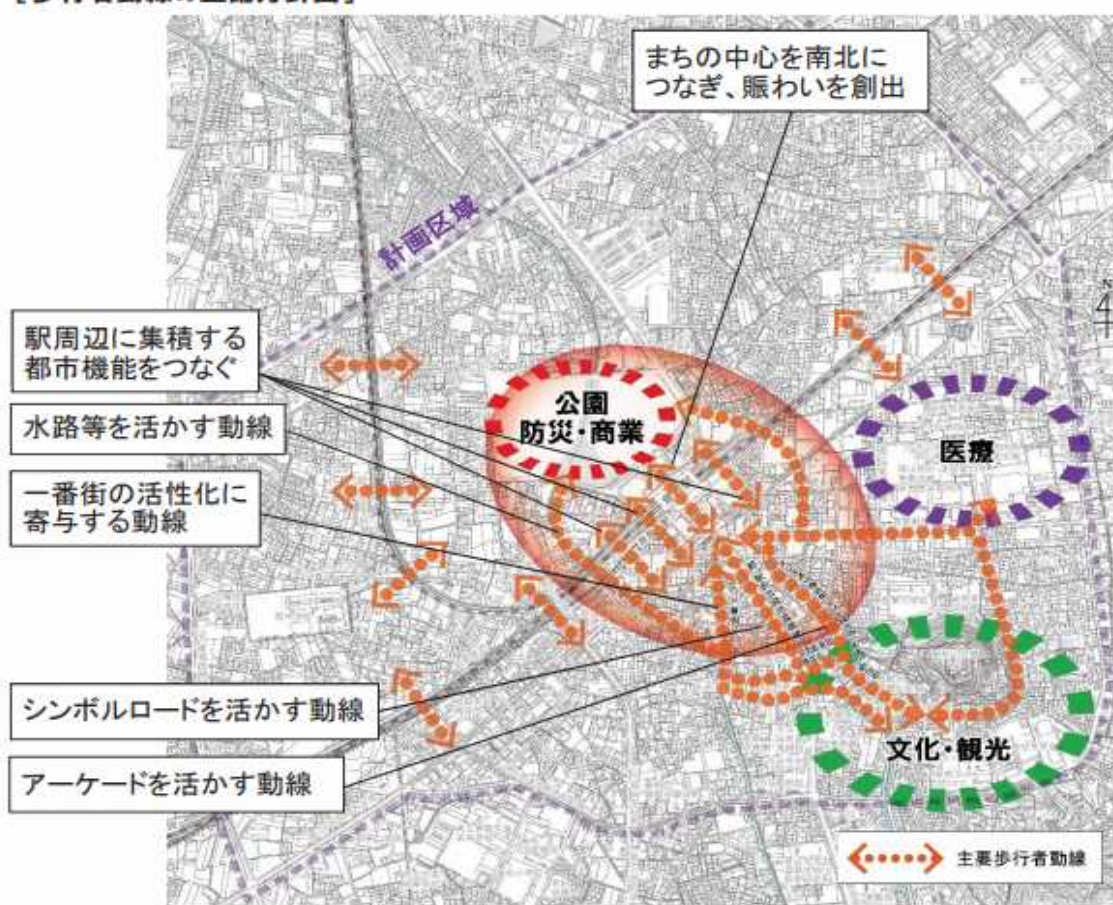 まちの中心を南北に
つなぎ、賑わいを創出
計画区域
駅周辺に集積する
都市機能をつなぐ
水路等を活かす動線
一番街の活性化に
寄与する動線
公園
防災・商業
医療
シンボルロードを活かす動線
アーケードを活かす動線
文化・観光
主要歩行者動線